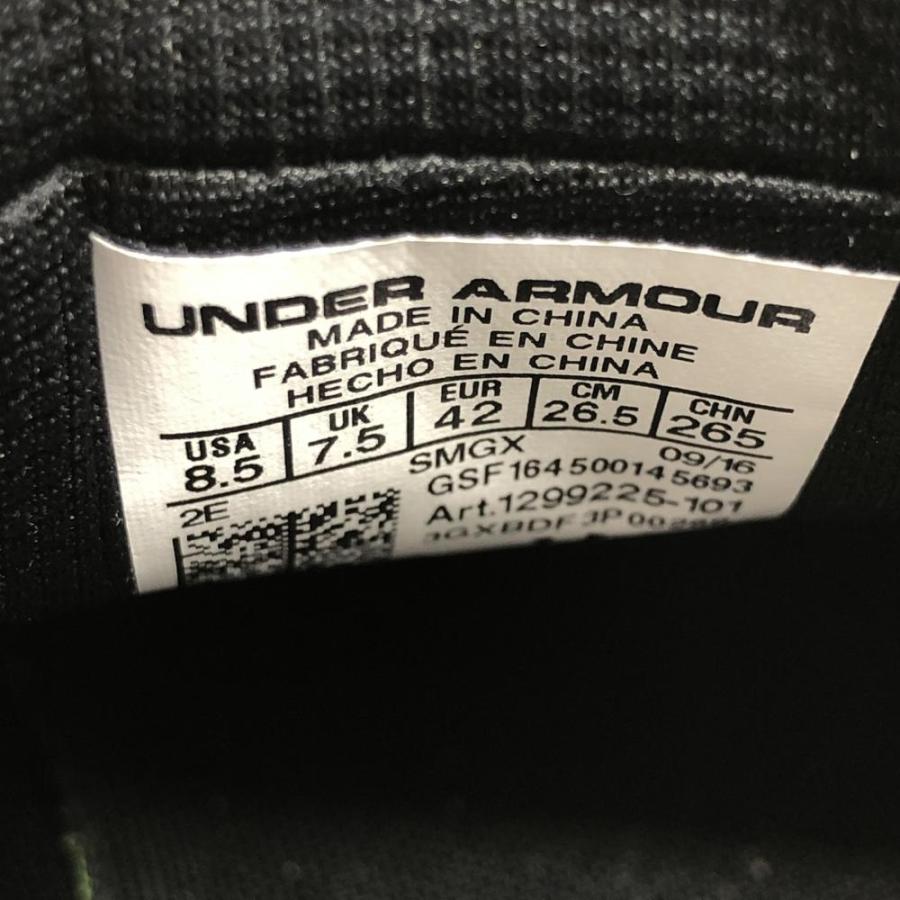 UNDER ARMOUR
MADE IN CHINA
FABRIQUÉ EN CHINE
HECHO EN CHINA
USA UK EUR CM CHN
8.5 7.5 42 26.5 265
2E SMGX 09/16
GSF164500145693
Art.1299225-101